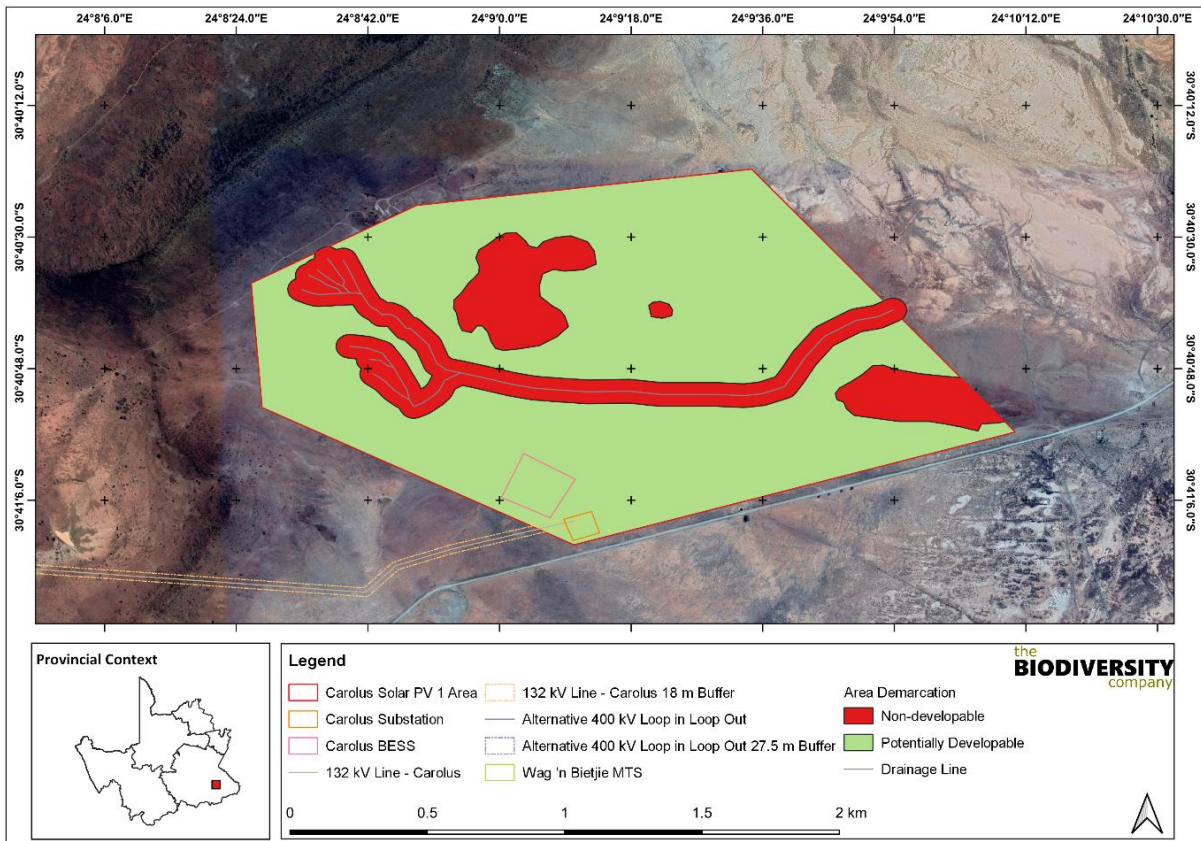 24°8'6.0"E 24°8'24.0"E 24°8'42.0"E 24°9'0.0"E 24°9'18.0"E 24°9'36.0"E 24°9'54.0"E 24°10'12.0"E 24°10'30.0"E
30°40'12.0"S 30°40'12.0"S
30°40'30.0"S 30°40'30.0"S
30°40'48.0"S 30°40'48.0"S
30°41'6.0"S 30°41'6.0"S
Provincial Context
Legend
Carolus Solar PV 1 Area
Carolus Substation
Carolus BESS
132 kV Line - Carolus
132 kV Line - Carolus 18 m Buffer
Alternative 400 kV Loop in Loop Out
Alternative 400 kV Loop in Loop Out 27.5 m Buffer
Wag 'n Bietjie MTS
the
BIODIVERSITY
company
Area Demarcation
Non-developable
Potentially Developable
Drainage Line
0 0.5 1 1.5 2 km